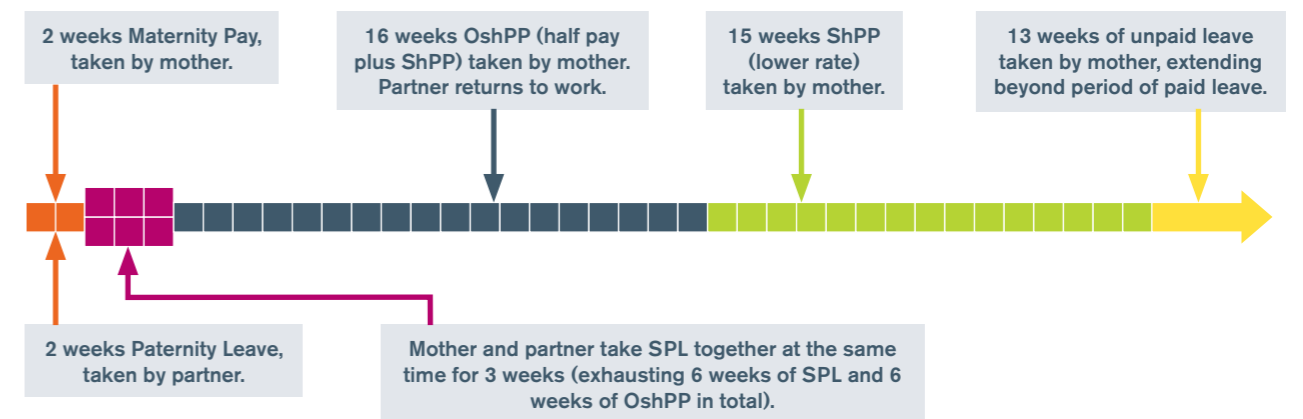 2 weeks Maternity Pay,
taken by mother.
16 weeks OshPP (half pay
plus ShPP) taken by mother.
Partner returns to work.
15 weeks ShPP
(lower rate)
taken by mother.
13 weeks of unpaid leave
taken by mother, extending
beyond period of paid leave.
2 weeks Paternity Leave,
taken by partner.
Mother and partner take SPL together at the same
time for 3 weeks (exhausting 6 weeks of SPL and 6
weeks of OshPP in total).